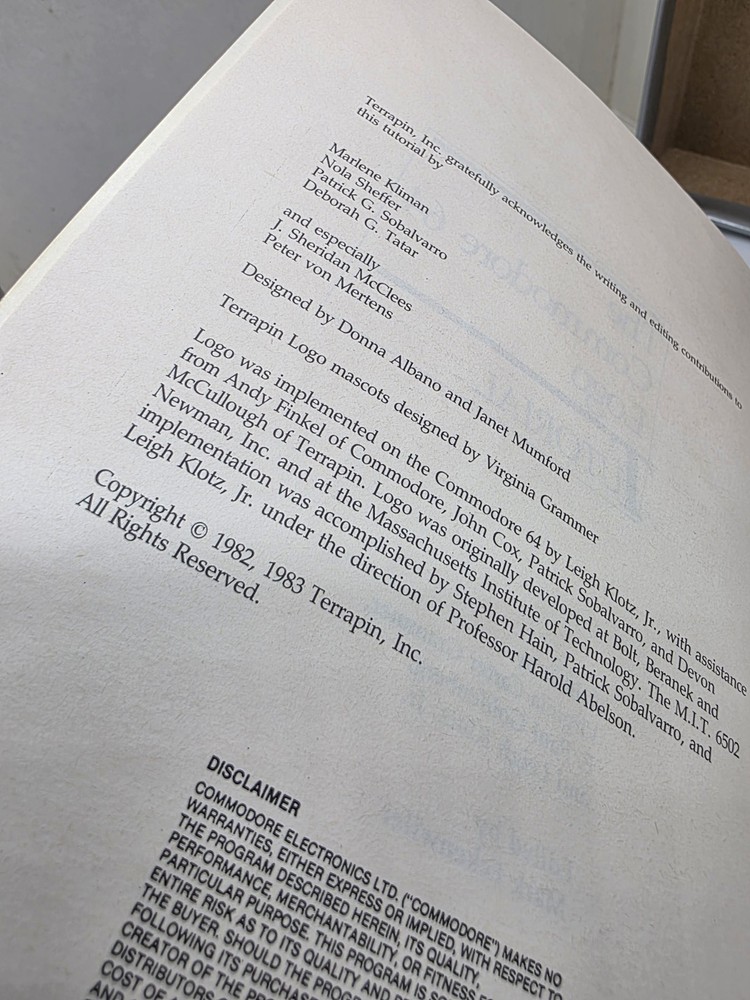 Terrapin, Inc. gratefully acknowledges the writing and editing contributions to
this tutorial by
Marlene Kliman
Nola Sheffer
Patrick G. Sobalvarro
Deborah G. Tatar
and especially
J. Sheridan McClees
Peter von Mertens
Designed by Donna Albano and Janet Mumford
Terrapin Logo mascots designed by Virginia Grammer
Logo was implemented on the Commodore 64 by Leigh Klotz, Jr., with assistance
from Andy Finkel of Commodore, John Cox, Patrick Sobalvarro, and Devon
McCullough of Terrapin. Logo was originally developed at Bolt, Beranek and
Newman, Inc. and at the Massachusetts Institute of Technology. The M.I.T. 6502
implementation was accomplished by Stephen Hain, Patrick Sobalvarro, and
Leigh Klotz, Jr. under the direction of Professor Harold Abelson.
Copyright © 1982, 1983 Terrapin, Inc.
All Rights Reserved.
DISCLAIMER
COMMODORE ELECTRONICS LTD. ("COMMODORE") MAKES NO
WARRANTIES, EITHER EXPRESS OR IMPLIED, WITH RESPECT TO
THE PROGRAM DESCRIBED HEREIN, ITS QUALITY,
PERFORMANCE, MERCHANTABILITY, OR FITNESS
PARTICULAR PURPOSE. THIS PROGRAM IS
ENTIRE RISK AS TO ITS QUALITY AND
THE BUYER. SHOULD THE
FOLLOWING ITS
CREATOR OF THE
DISTRIBUTORS
COST OF